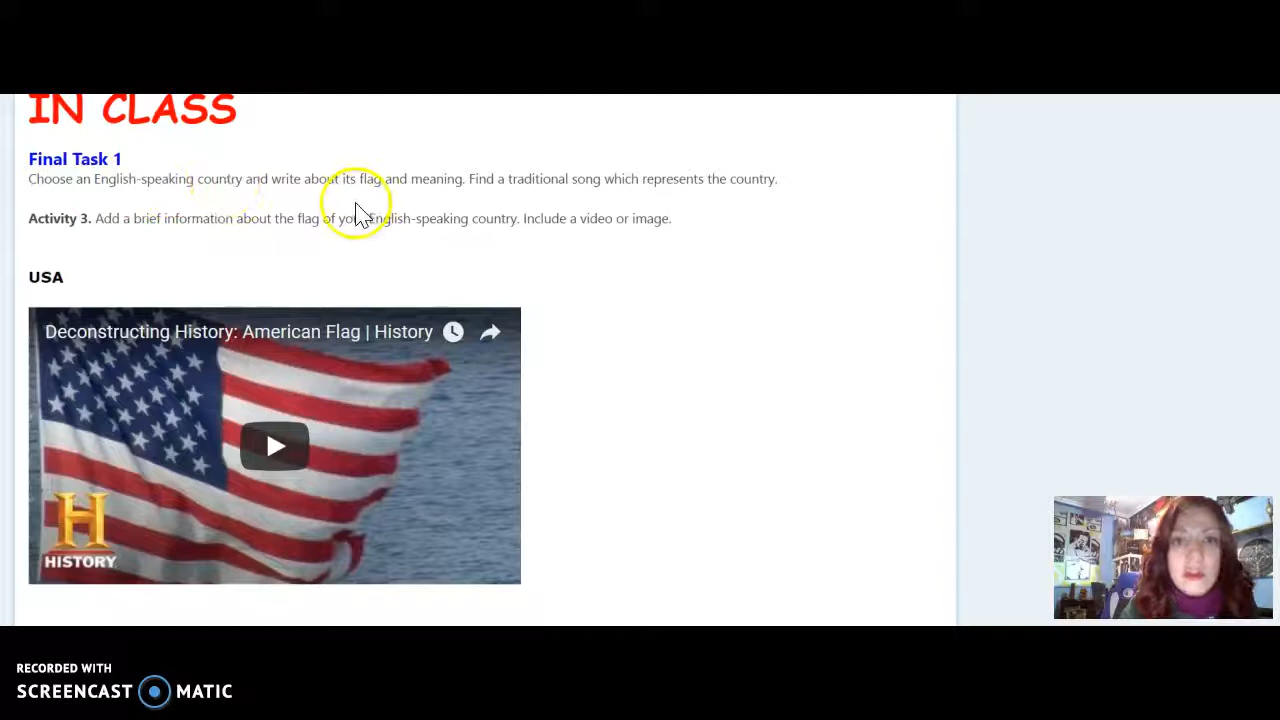 IN CLASS
Final Task 1
Choose an English-speaking country and write about its flag and meaning. Find a traditional song which represents the country.
Activity 3. Add a brief information about the flag of your English-speaking country. Include a video or image.
USA
Deconstructing History: American Flag | History
H
HISTORY
RECORDED WITH
SCREENCAST MATIC